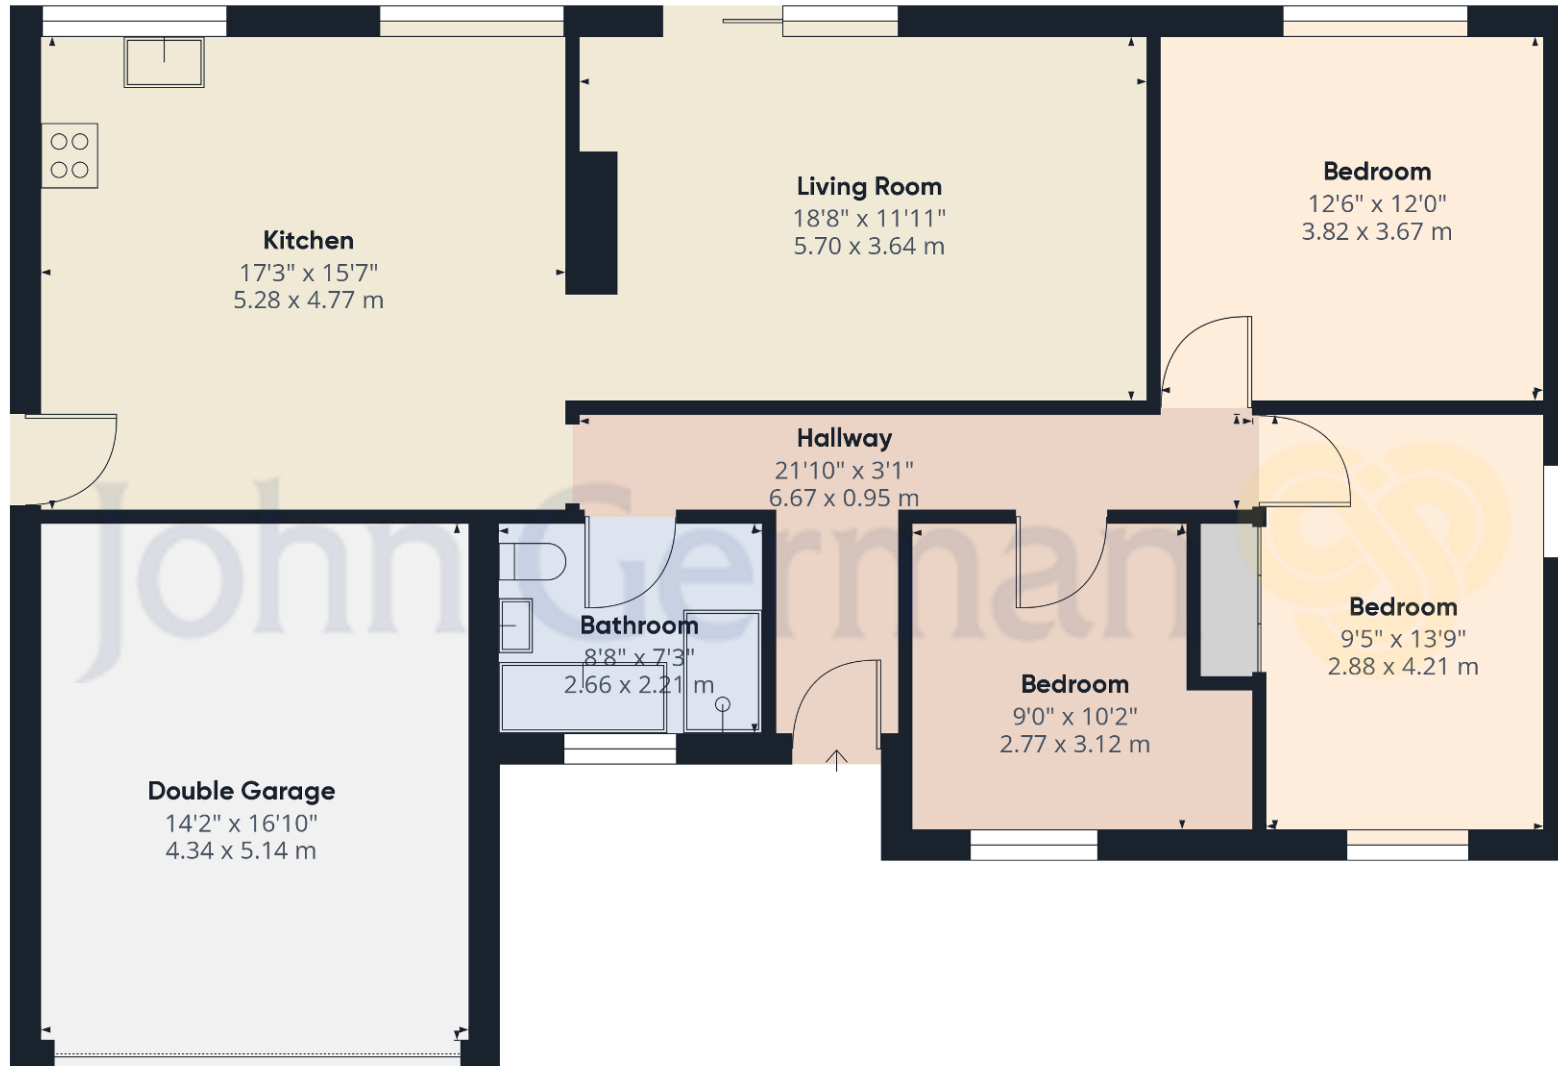 Kitchen
17'3" x 15'7"
5.28 x 4.77 m
Living Room
18'8" x 11'11"
5.70 x 3.64 m
Bedroom
12'6" x 12'0"
3.82 x 3.67 m
Hallway
21'10" x 3'1"
6.67 x 0.95 m
John German
Bathroom
8'8" x 7'3"
2.66 x 2.21 m
Bedroom
9'0" x 10'2"
2.77 x 3.12 m
Bedroom
9'5" x 13'9"
2.88 x 4.21 m
Double Garage
14'2" x 16'10"
4.34 x 5.14 m